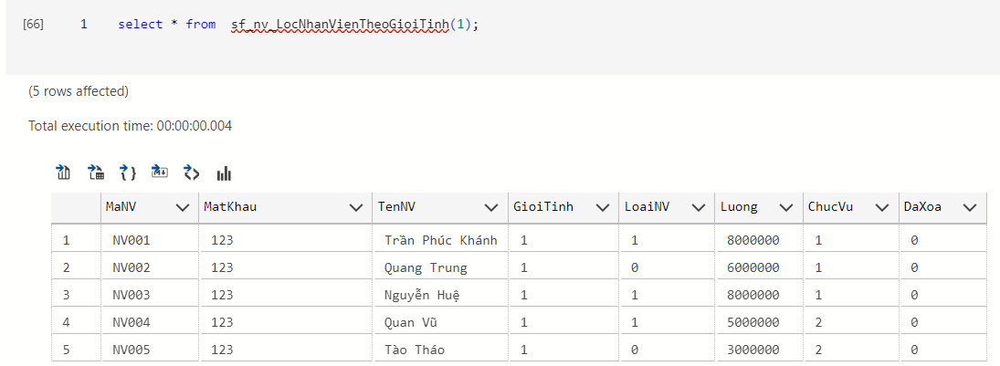 [66] 1 select * from sf_nv_LocNhanVienTheoGioiTinh(1);
(5 rows affected)
Total execution time: 00:00:00.004
MaNV MatKhau TenNV GioiTinh LoaiNV Luong ChucVu DaXoa
1 NV001 123 Trần Phúc Khánh 1 1 8000000 1 0
2 NV002 123 Quang Trung 1 0 6000000 1 0
3 NV003 123 Nguyễn Huệ 1 1 8000000 1 0
4 NV004 123 Quan Vũ 1 1 5000000 2 0
5 NV005 123 Tào Tháo 1 0 3000000 2 0